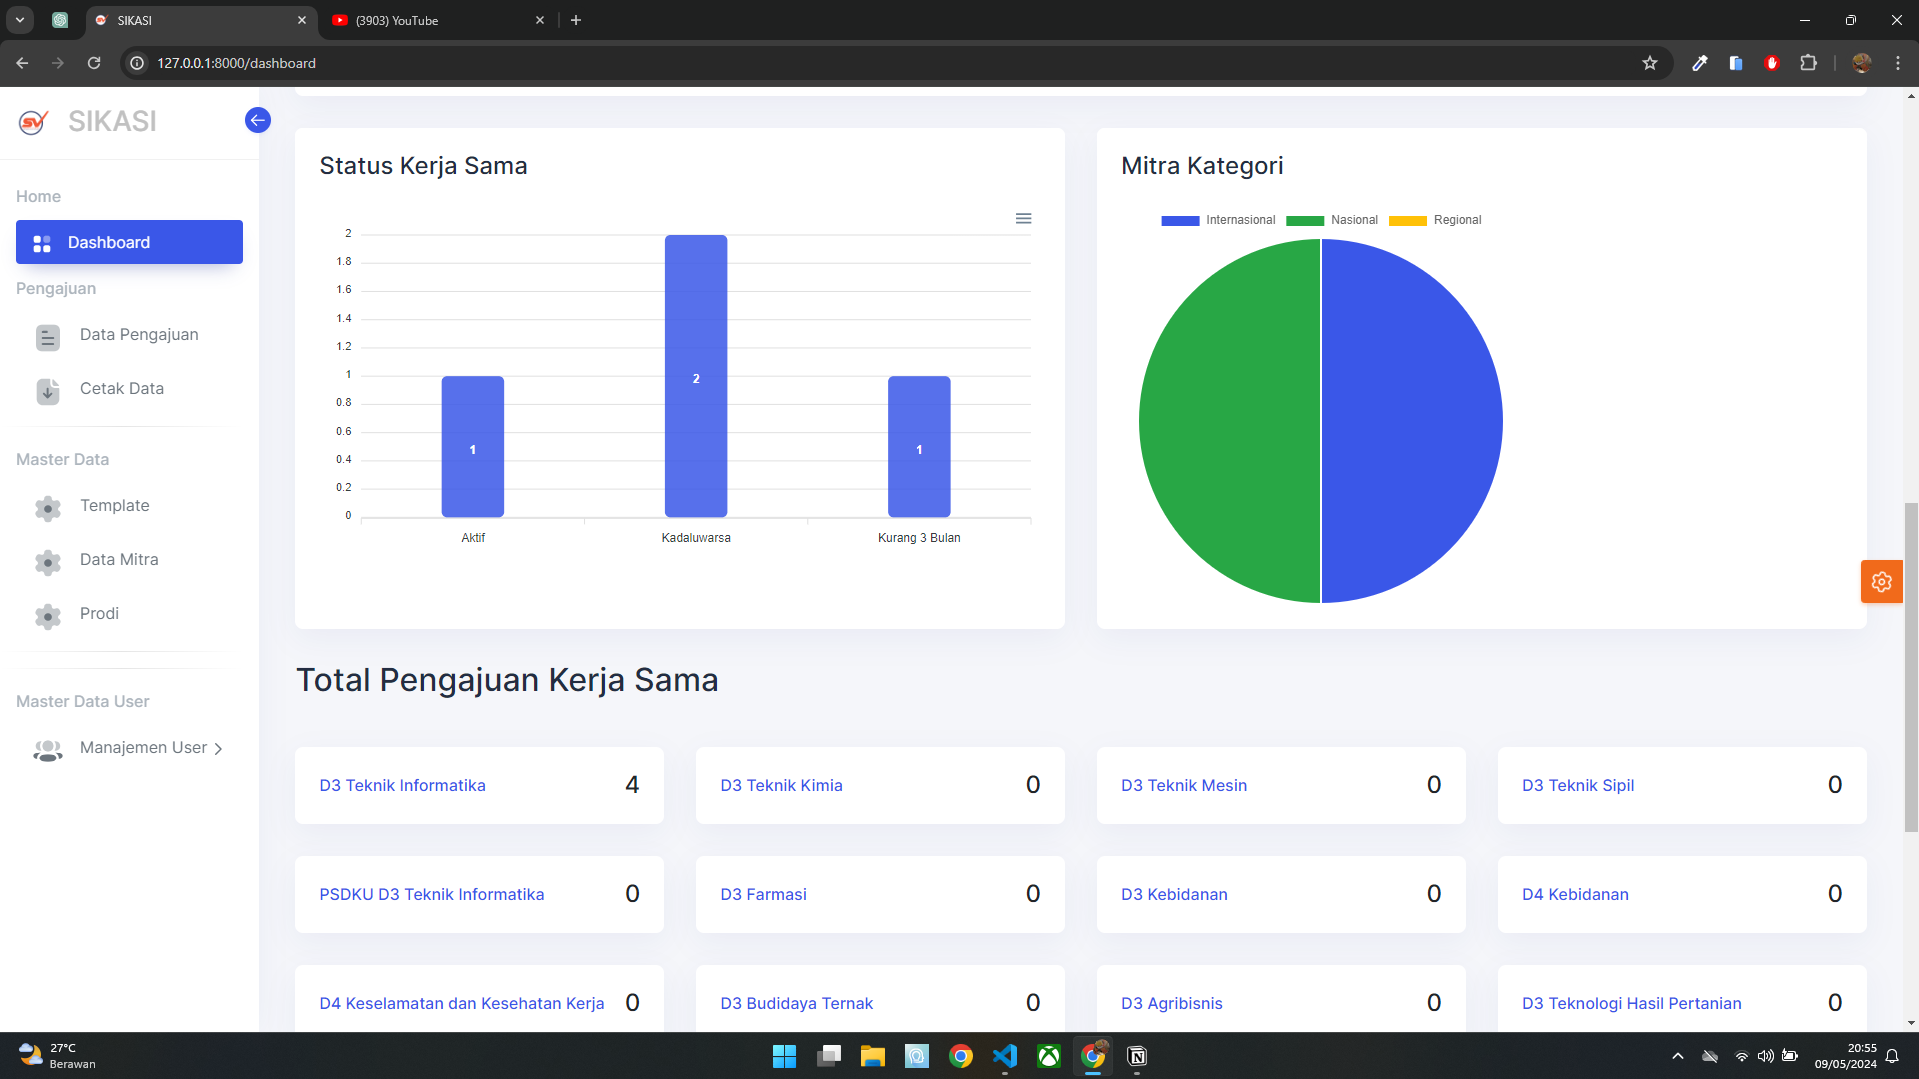 SIKASI
(3903) YouTube
127.0.0.1:8000/dashboard
SV SIKASI
Home
Dashboard
Pengajuan
Data Pengajuan
Cetak Data
Master Data
Template
Data Mitra
Prodi
Master Data User
Manajemen User
Status Kerja Sama
2
1.8
1.6
1.4
1.2
1
0.8
0.6
0.4
0.2
0
1
2
1
Aktif Kadaluwarsa Kurang 3 Bulan
Mitra Kategori
Internasional Nasional Regional
Total Pengajuan Kerja Sama
D3 Teknik Informatika 4
D3 Teknik Kimia 0
D3 Teknik Mesin 0
D3 Teknik Sipil 0
PSDKU D3 Teknik Informatika 0
D3 Farmasi 0
D3 Kebidanan 0
D4 Kebidanan 0
D4 Keselamatan dan Kesehatan Kerja 0
D3 Budidaya Ternak 0
D3 Agribisnis 0
D3 Teknologi Hasil Pertanian 0
27°C
Berawan
20:55
09/05/2024